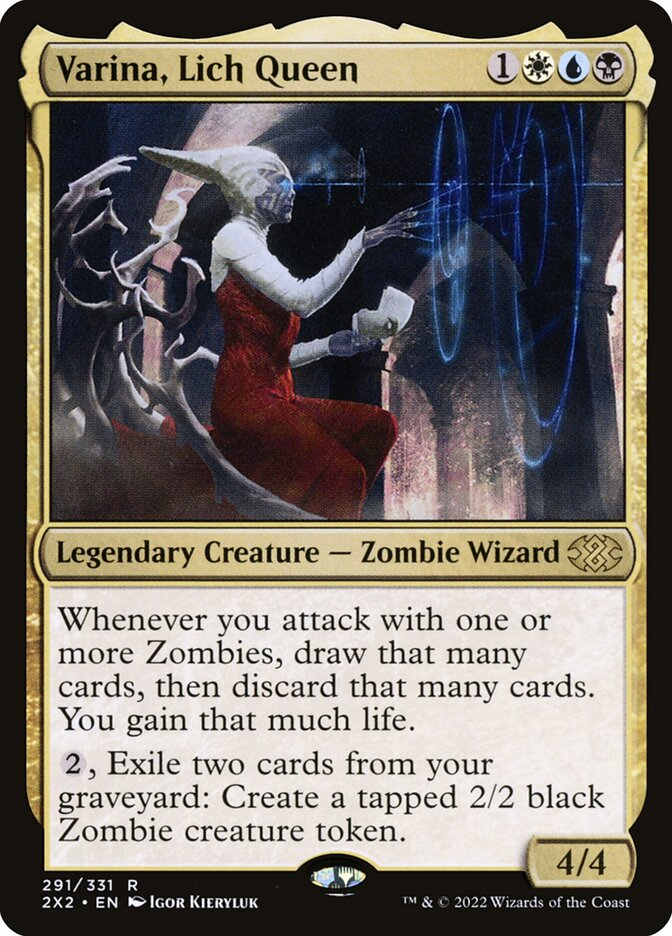 Varina, Lich Queen 1
Legendary Creature — Zombie Wizard
Whenever you attack with one or
more Zombies, draw that many
cards, then discard that many cards.
You gain that much life.
2, Exile two cards from your
graveyard: Create a tapped 2/2 black
Zombie creature token.
4/4
291/331 R
2X2 • EN Igor Kieryluk ™ & © 2022 Wizards of the Coast